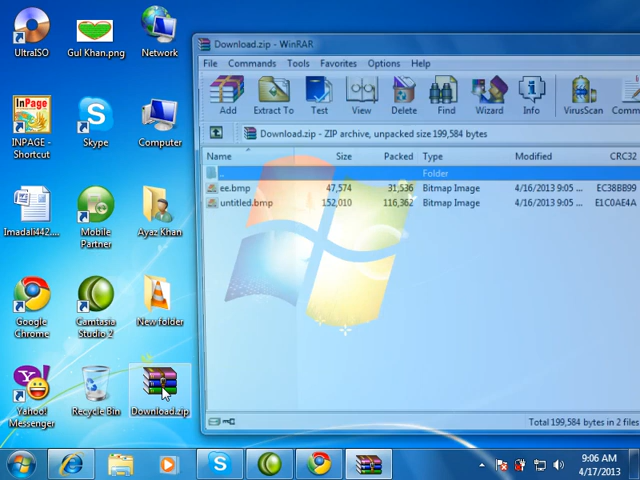 UltraISO
Gul Khan.png
Network
InPage
INPAGE -
Shortcut
Skype
Computer
Imadali442....
Mobile
Partner
Ayaz Khan
Google
Chrome
Camtasia
Studio 2
New folder
Yahoo!
Messenger
Recycle Bin
Download.zip
Download.zip - WinRAR
File Commands Tools Favorites Options Help
Add Extract To Test View Delete Find Wizard Info VirusScan Comm
Download.zip - ZIP archive, unpacked size 199,584 bytes
Name Size Packed Type Modified CRC32
.. Folder
ee.bmp 47,574 31,536 Bitmap Image 4/16/2013 9:05 ... EC38BB99
untitled.bmp 152,010 116,362 Bitmap Image 4/16/2013 9:05 ... E1C0AE4A
Total 199,584 bytes in 2 files
9:06 AM
4/17/2013